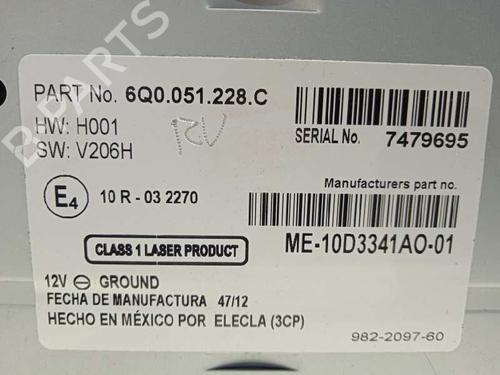 B PARTS
PART No. 6Q0.051.228.C
HW: H001
SW: V206H
RV
SERIAL No. 7479695
Manufacturers part no.
E4 10 R - 03 2270
CLASS 1 LASER PRODUCT
ME-10D3341AO-01
12V GROUND
FECHA DE MANUFACTURA 47/12
HECHO EN MÉXICO POR ELECLA (3CP)
982-2097-60